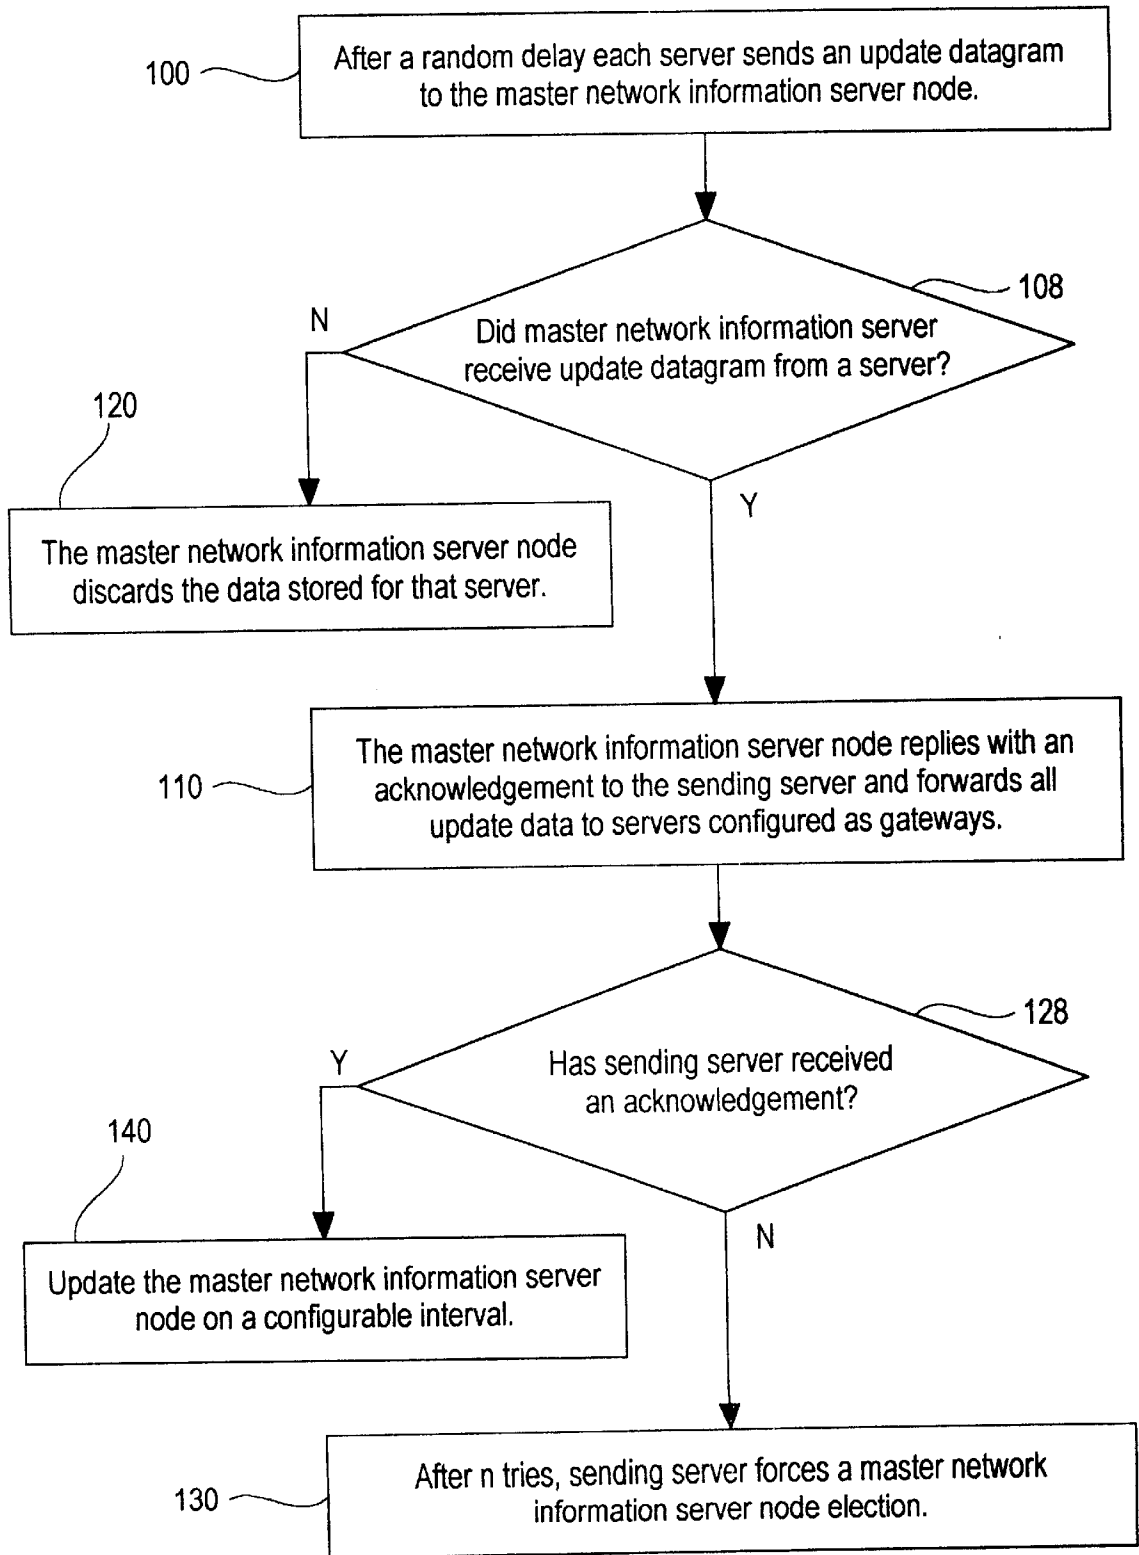 After a random delay each server sends an update datagram
to the master network information server node.
100
108
N
Did master network information server
receive update datagram from a server?
120
Y
The master network information server node
discards the data stored for that server.
The master network information server node replies with an
acknowledgement to the sending server and forwards all
update data to servers configured as gateways.
110
128
Y
Has sending server received
an acknowledgement?
140
N
Update the master network information server
node on a configurable interval.
After n tries, sending server forces a master network
information server node election.
130